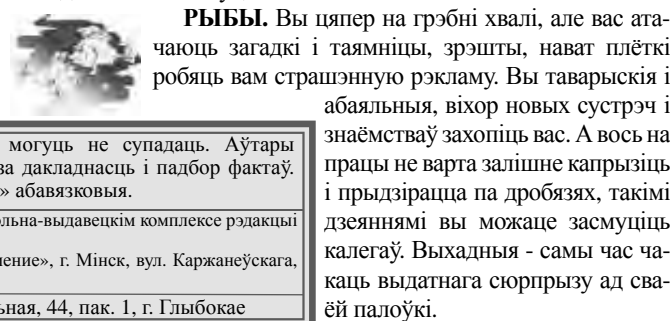 РЫБЫ. Вы цяпер на грэбні хвалі, але вас ата-
чаюць загадкі і таямніцы, зрэшты, нават плёткі
робяць вам страшэнную рэкламу. Вы таварыскія і
абаяльныя, віхор новых сустрэч і
знаёмстваў захопіць вас. А вось на
працы не варта залішне капрызіць
і прыдзірацца па дробязях, такімі
дзеяннямі вы можаце засмуціць
калегаў. Выхадныя - самы час ча-
каць выдатнага сюрпрызу ад сва-
ёй палоўкі.
могуць не супадаць. Аўтары
за дакладнасць і падбор фактаў.
» абавязковыя.
ольна-выдавецкім комплексе рэдакцыі
ение», г. Мінск, вул. Каржанеўскага,
ьная, 44, пак. 1, г. Глыбокае